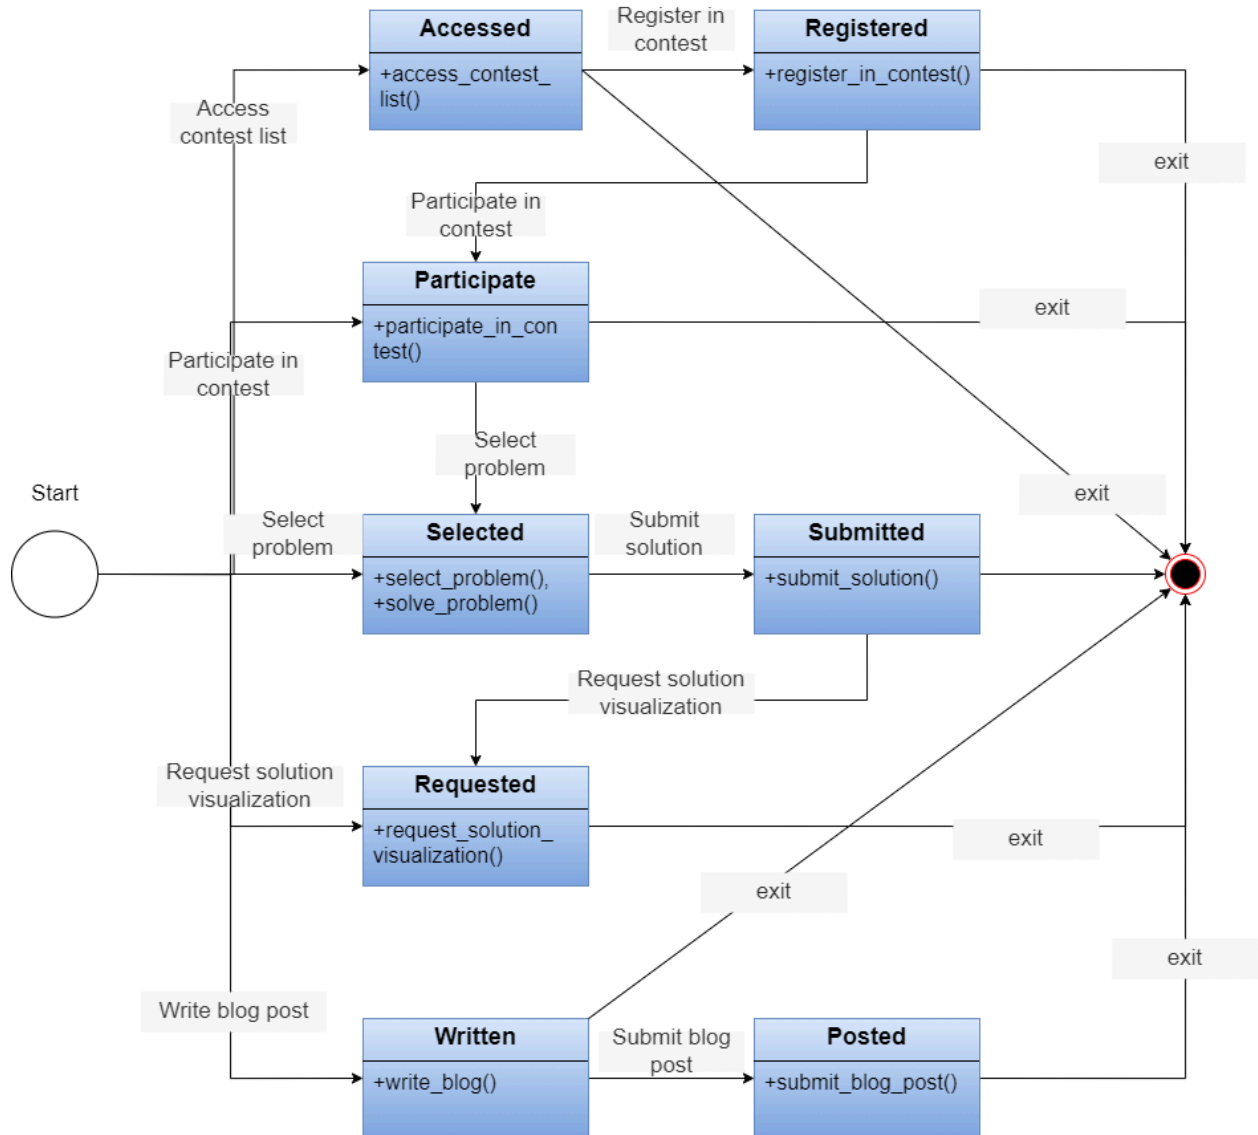 Accessed
+access_contest_
list()
Register in
contest
Registered
+register_in_contest()
Access
contest list
exit
Participate in
contest
Participate
+participate_in_con
test()
exit
Participate in
contest
Select
problem
Start
exit
Select
problem
Selected
+select_problem(),
+solve_problem()
Submit
solution
Submitted
+submit_solution()
Request solution
visualization
Request solution
visualization
Requested
+request_solution_
visualization()
exit
exit
exit
Write blog post
Written
+write_blog()
Submit blog
post
Posted
+submit_blog_post()